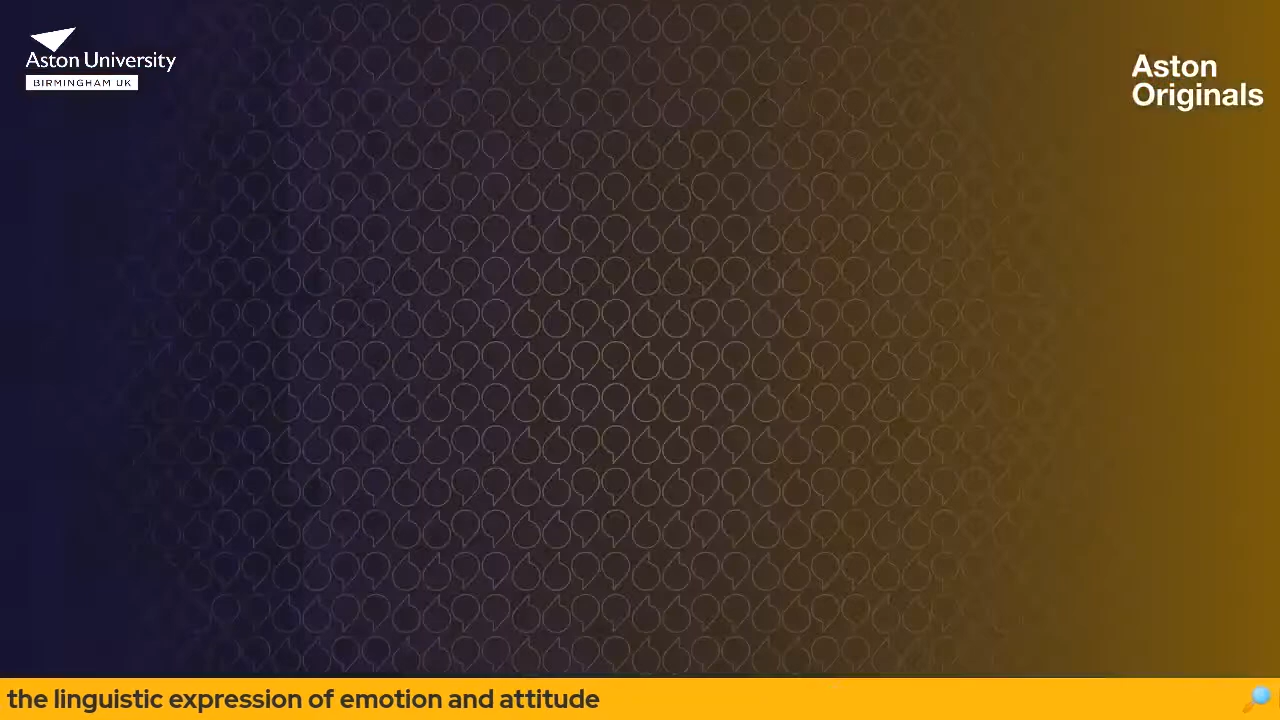 Aston University
BIRMINGHAM UK
Aston
Originals
the linguistic expression of emotion and attitude